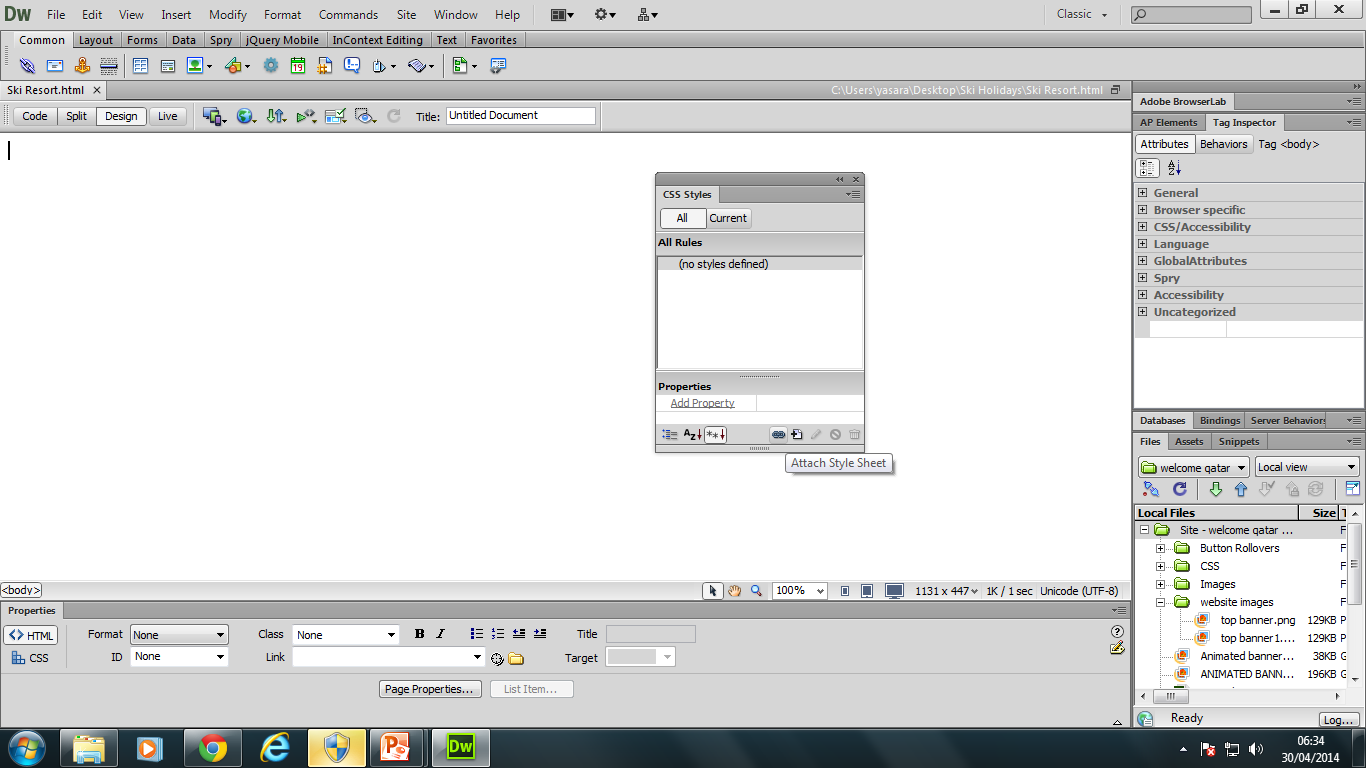 Dw File Edit View Insert Modify Format Commands Site Window Help Classic
Common Layout Forms Data Spry jQuery Mobile InContext Editing Text Favorites
Ski Resort.html C:\Users\yasara\Desktop\Ski Holidays\Ski Resort.html
Code Split Design Live Title: Untitled Document
CSS Styles
All Current
All Rules
(no styles defined)
Properties
Add Property
Attach Style Sheet
Adobe BrowserLab
AP Elements Tag Inspector
Attributes Behaviors Tag <body>
General
Browser specific
CSS/Accessibility
Language
GlobalAttributes
Spry
Accessibility
Uncategorized
Databases Bindings Server Behaviors
Files Assets Snippets
welcome qatar Local view
Local Files Size T
Site - welcome qatar ... F
Button Rollovers F
CSS F
Images F
website images F
top banner.png 129KB P
top banner1.... 129KB P
Animated banner... 38KB G
ANIMATED BANN... 196KB G
Ready Log...
<body> 100% 1131 x 447 1K / 1 sec Unicode (UTF-8)
Properties
HTML Format None Class None B I Title
CSS ID None Link Target
Page Properties... List Item...
Dw
06:34
30/04/2014